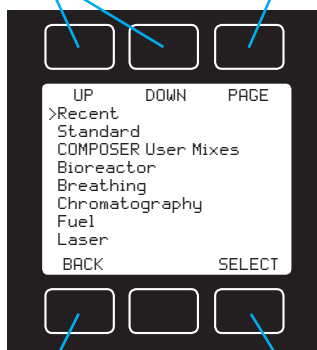 UP DOWN PAGE
>Recent
Standard
COMPOSER User Mixes
Bioreactor
Breathing
Chromatography
Fuel
Laser
BACK SELECT